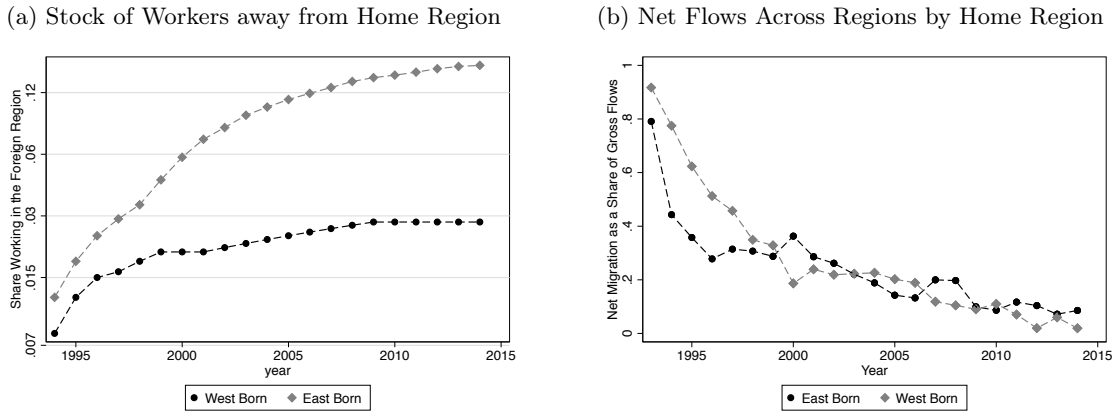 (a) Stock of Workers away from Home Region
Share Working in the Foreign Region
.12
.06
.03
.015
.007
1995 2000 2005 2010 2015
year
West Born East Born
(b) Net Flows Across Regions by Home Region
Net Migration as a Share of Gross Flows
1
.8
.6
.4
.2
0
1995 2000 2005 2010 2015
Year
East Born West Born